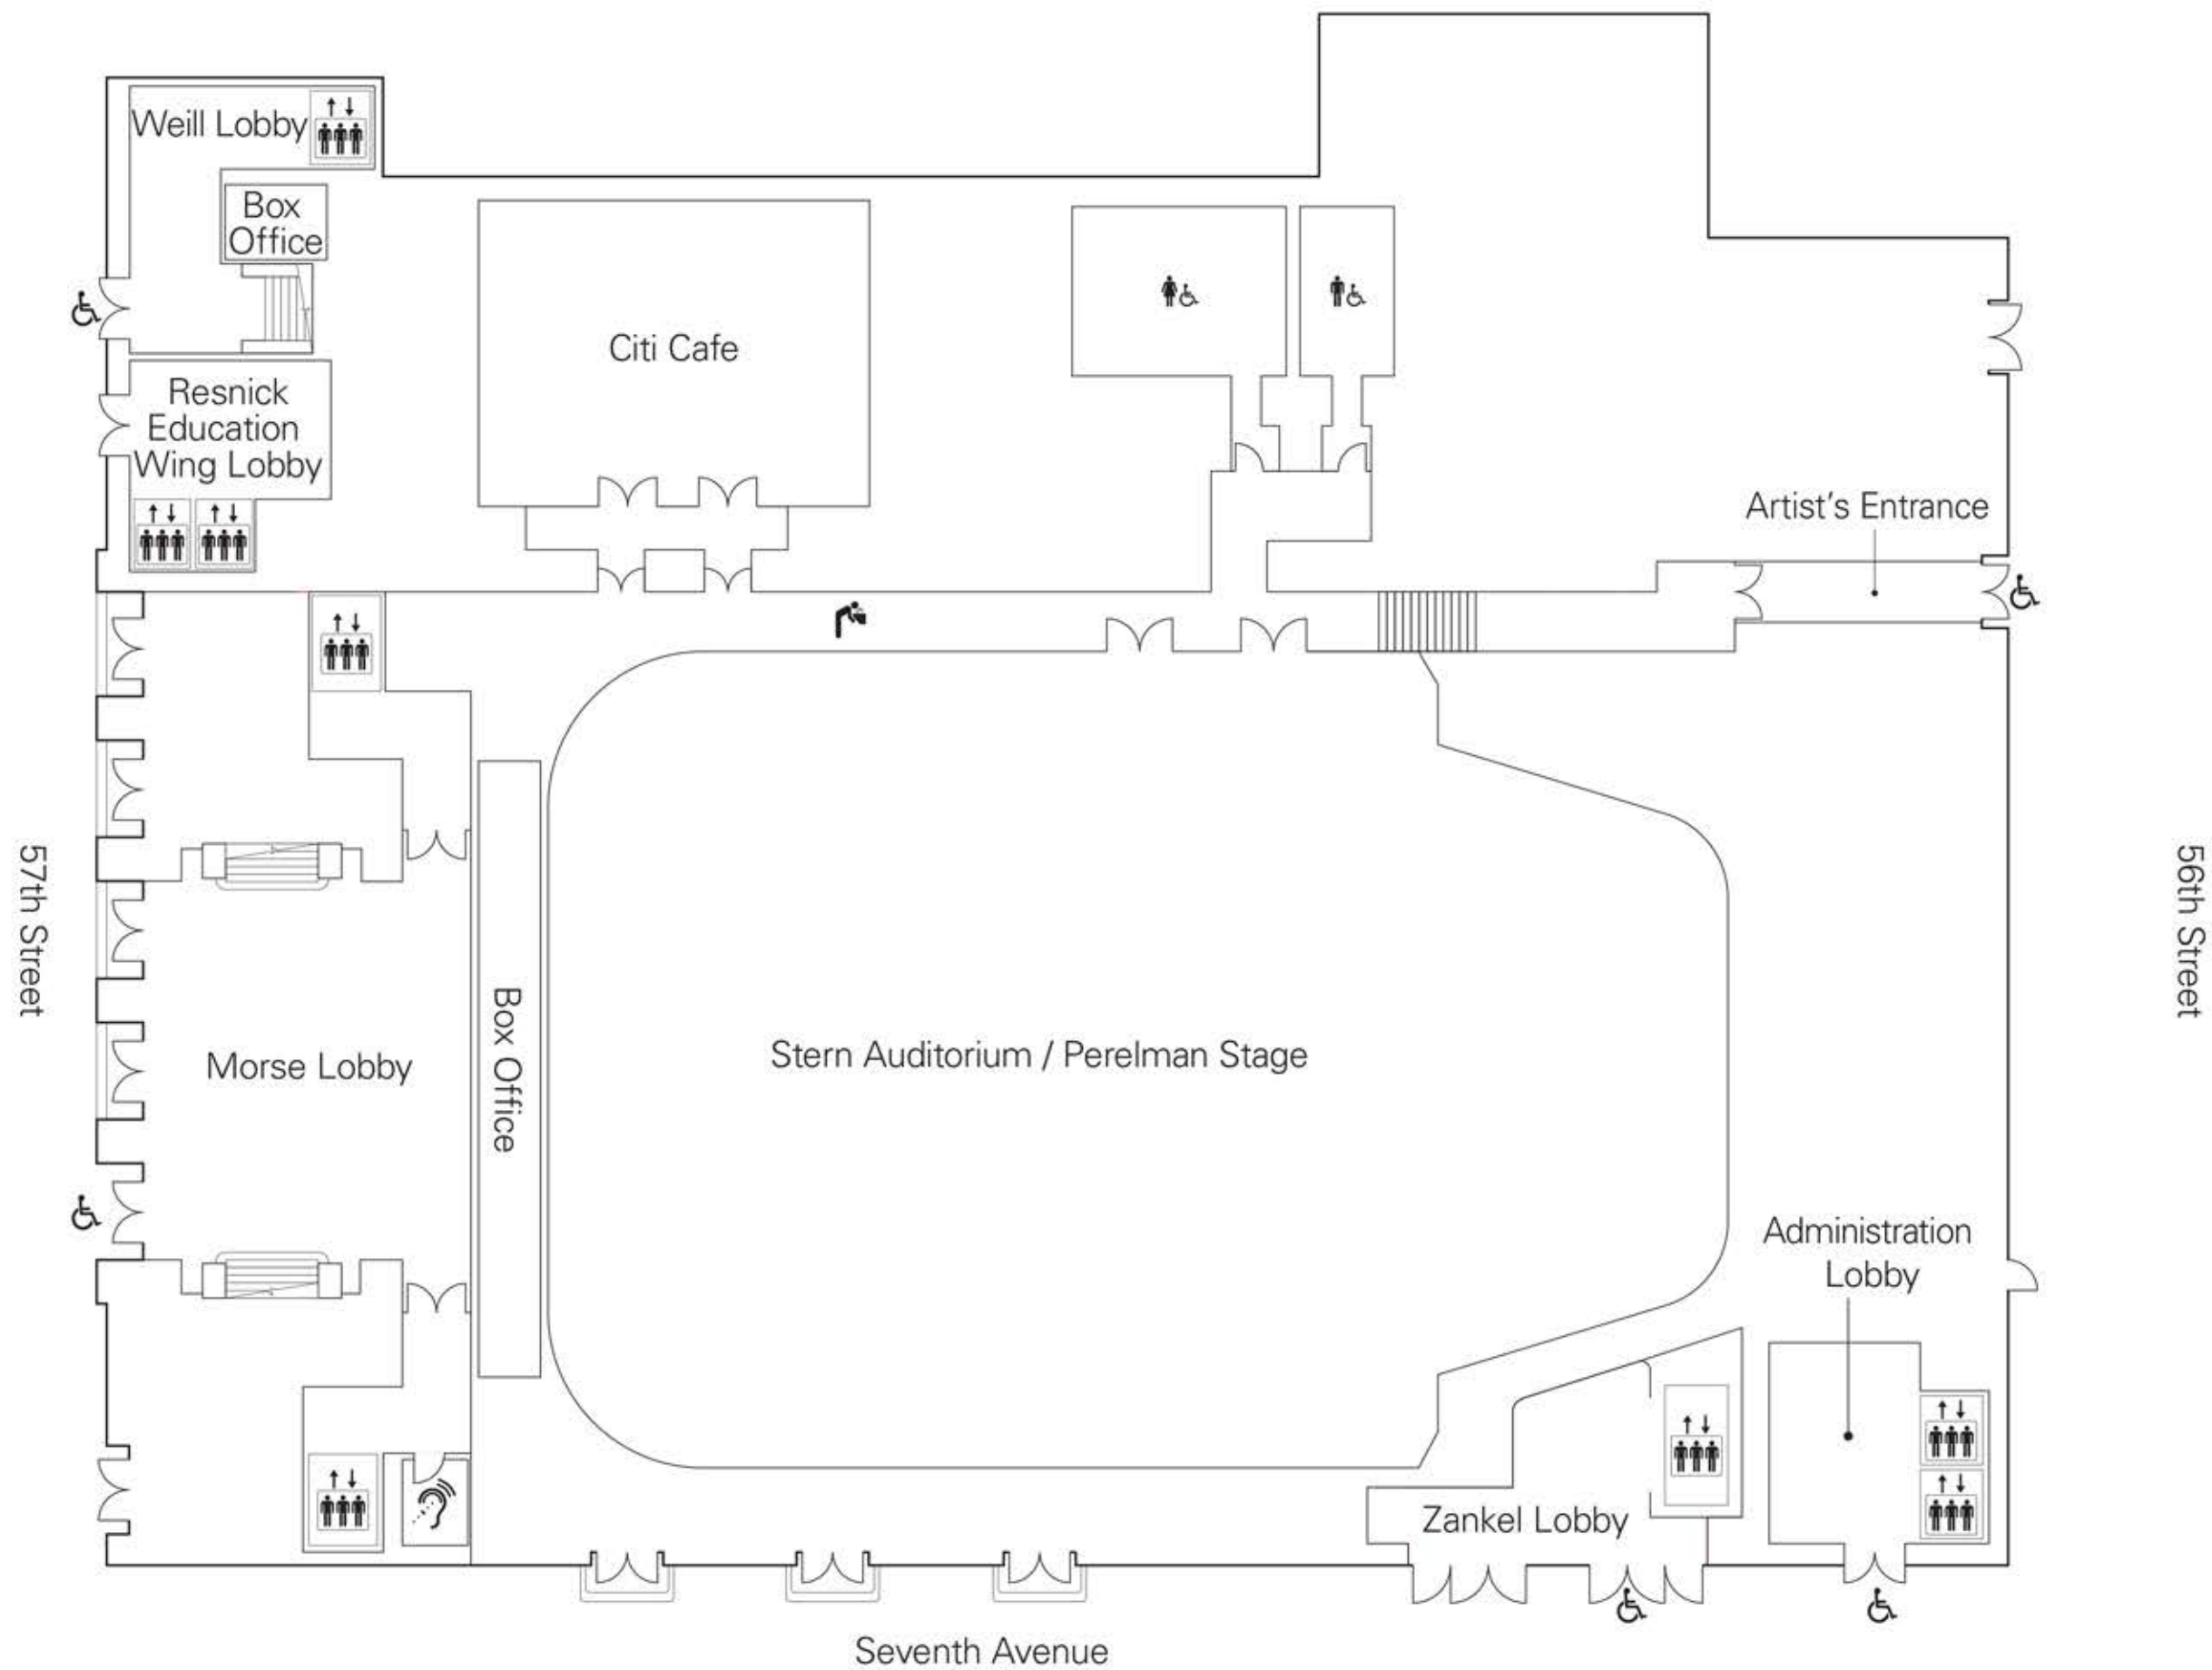 Weill Lobby
Box
Office
Citi Cafe
Resnick
Education
Wing Lobby
Artist's Entrance
57th Street
56th Street
Box Office
Morse Lobby
Stern Auditorium / Perelman Stage
Administration
Lobby
Zankel Lobby
Seventh Avenue